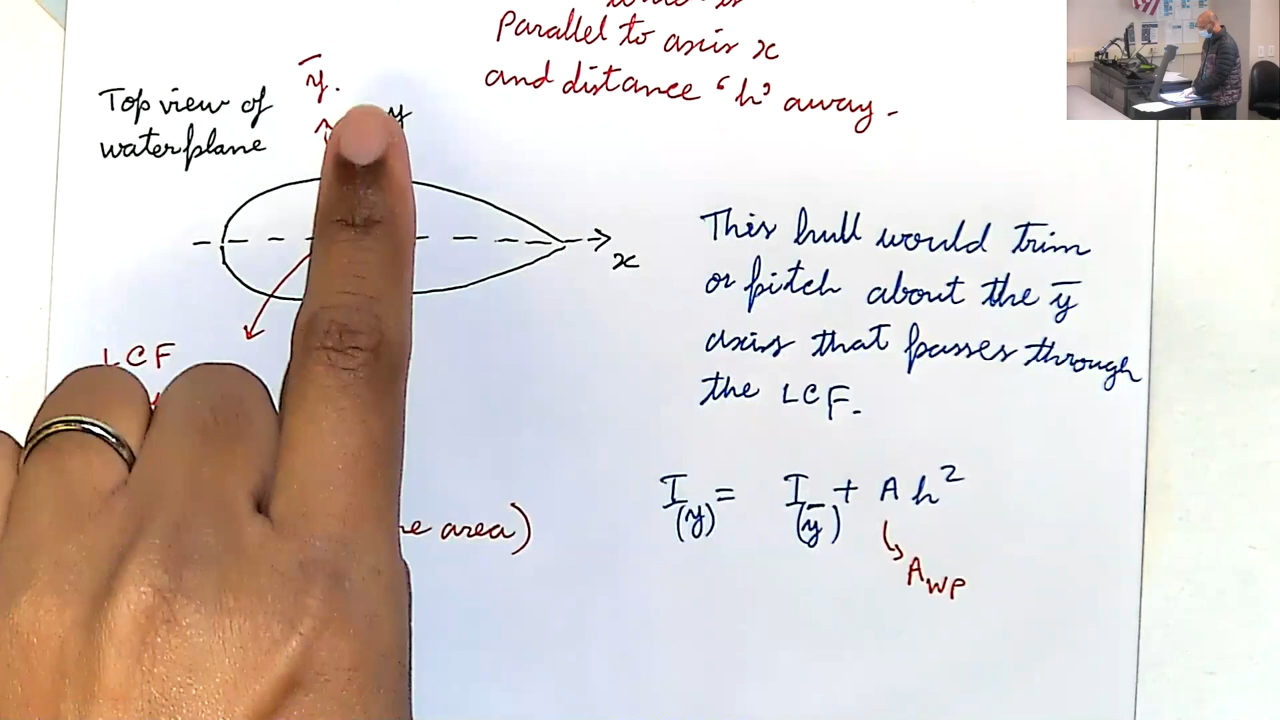 Parallel to axis x
and distance 'h' away.
ȳ.
y
Top view of
waterplane
x
LCF
area)
This hull would trim
or pitch about the ȳ
axis that passes through
the LCF.
I(y) = I(ȳ) + A h²
A_WP